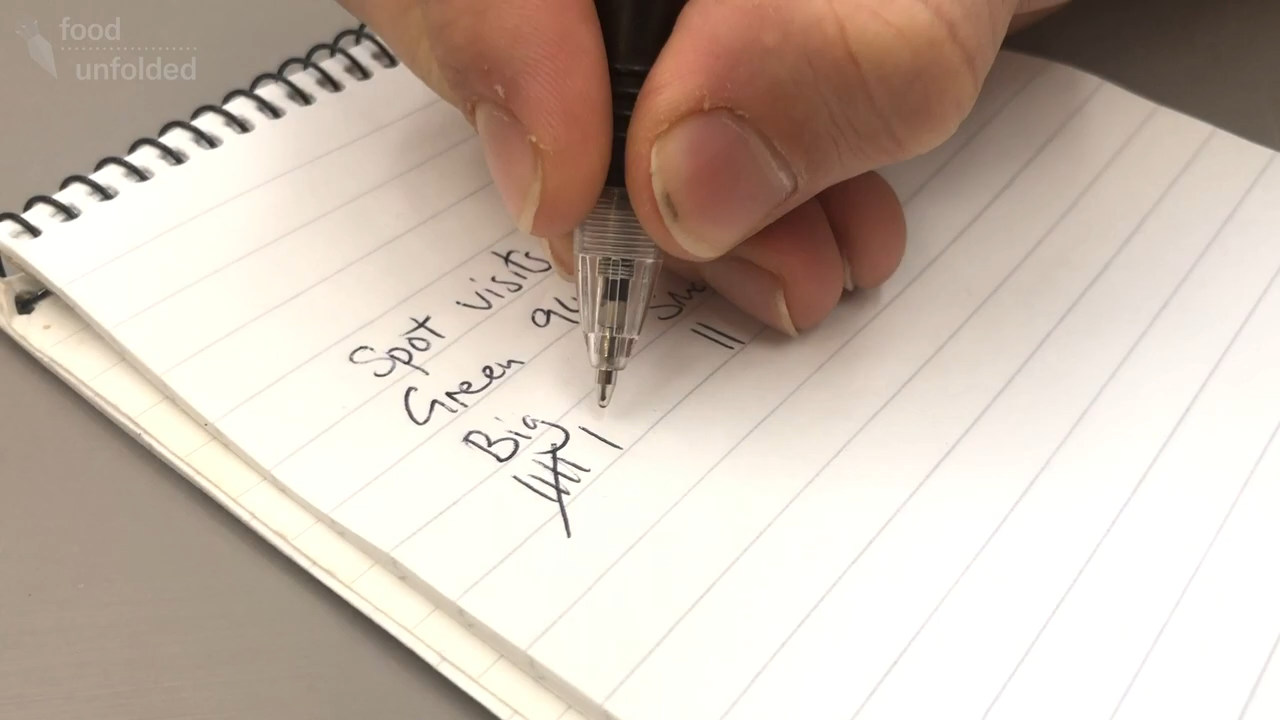 food
unfolded
Spot visits
Green
Big
𝍸 | ||